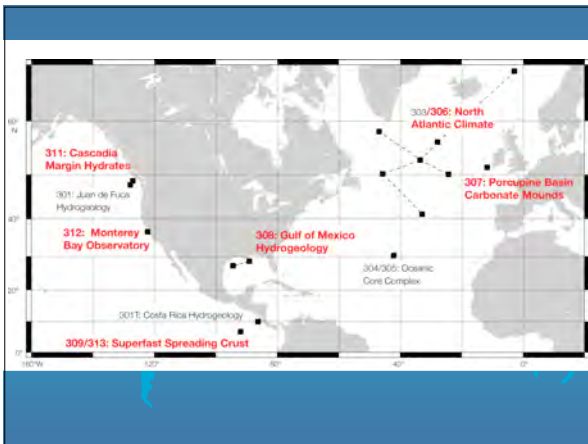 303/306: North
Atlantic Climate
311: Cascadia
Margin Hydrates
301: Juan de Fuca
Hydrogeology
307: Porcupine Basin
Carbonate Mounds
312: Monterey
Bay Observatory
308: Gulf of Mexico
Hydrogeology
304/305: Oceanic
Core Complex
301T: Costa Rica Hydrogeology
309/313: Superfast Spreading Crust
60°
N
40°
20°
0°
160°W
120°
80°
40°
0°